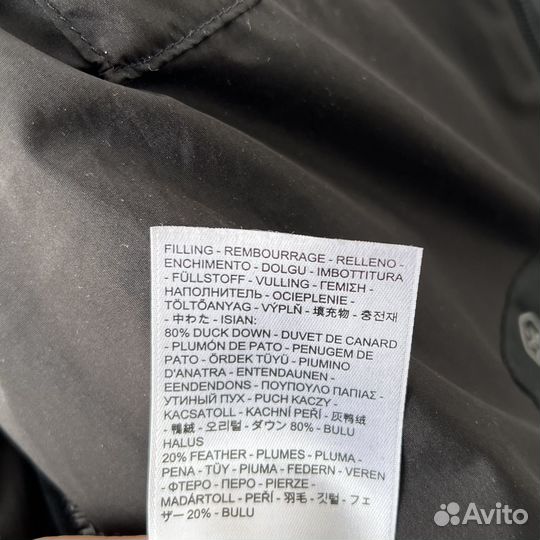 FILLING - REMBOURRAGE - RELLENO -
ENCHIMENTO - DOLGU - IMBOTTITURA
- FÜLLSTOFF - VULLING - ΓΕΜΙΣΗ -
НАПОЛНИТЕЛЬ - OCIEPLENIE -
TÖLTŐANYAG - VÝPLŇ - 填充物 - 충전재
- 中わた - ISIAN:
80% DUCK DOWN - DUVET DE CANARD
- PLUMÓN DE PATO - PENUGEM DE
PATO - ÖRDEK TÜYÜ - PIUMINO
D'ANATRA - ENTENDAUNEN -
EENDENDONS - ΠΟΥΠΟΥΛΟ ΠΑΠΙΑΣ -
УТИНЫЙ ПУХ - PUCH KACZY -
KACSATOLL - KACHNÍ PEŘÍ - 灰鸭绒
- 鴨絨 - 오리털 - ダウン 80% - BULU
HALUS
20% FEATHER - PLUMES - PLUMA -
PENA - TÜY - PIUMA - FEDERN - VEREN
- ΦΤΕΡΟ - ПЕРО - PIERZE -
MADÁRTOLL - PEŘÍ - 羽毛 - 깃털 - フェ
ザー 20% - BULU
Avito